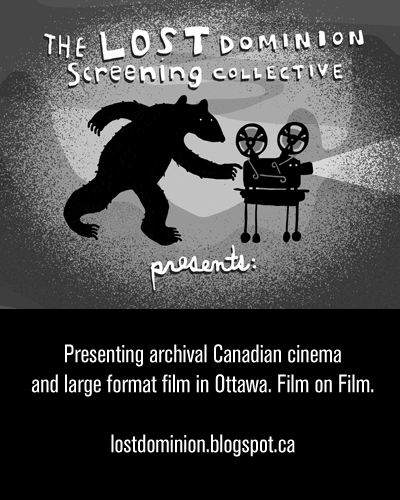 THE LOST DOMINION
Screening COLLECTIVE
presents:
Presenting archival Canadian cinema
and large format film in Ottawa. Film on Film.
lostdominion.blogspot.ca